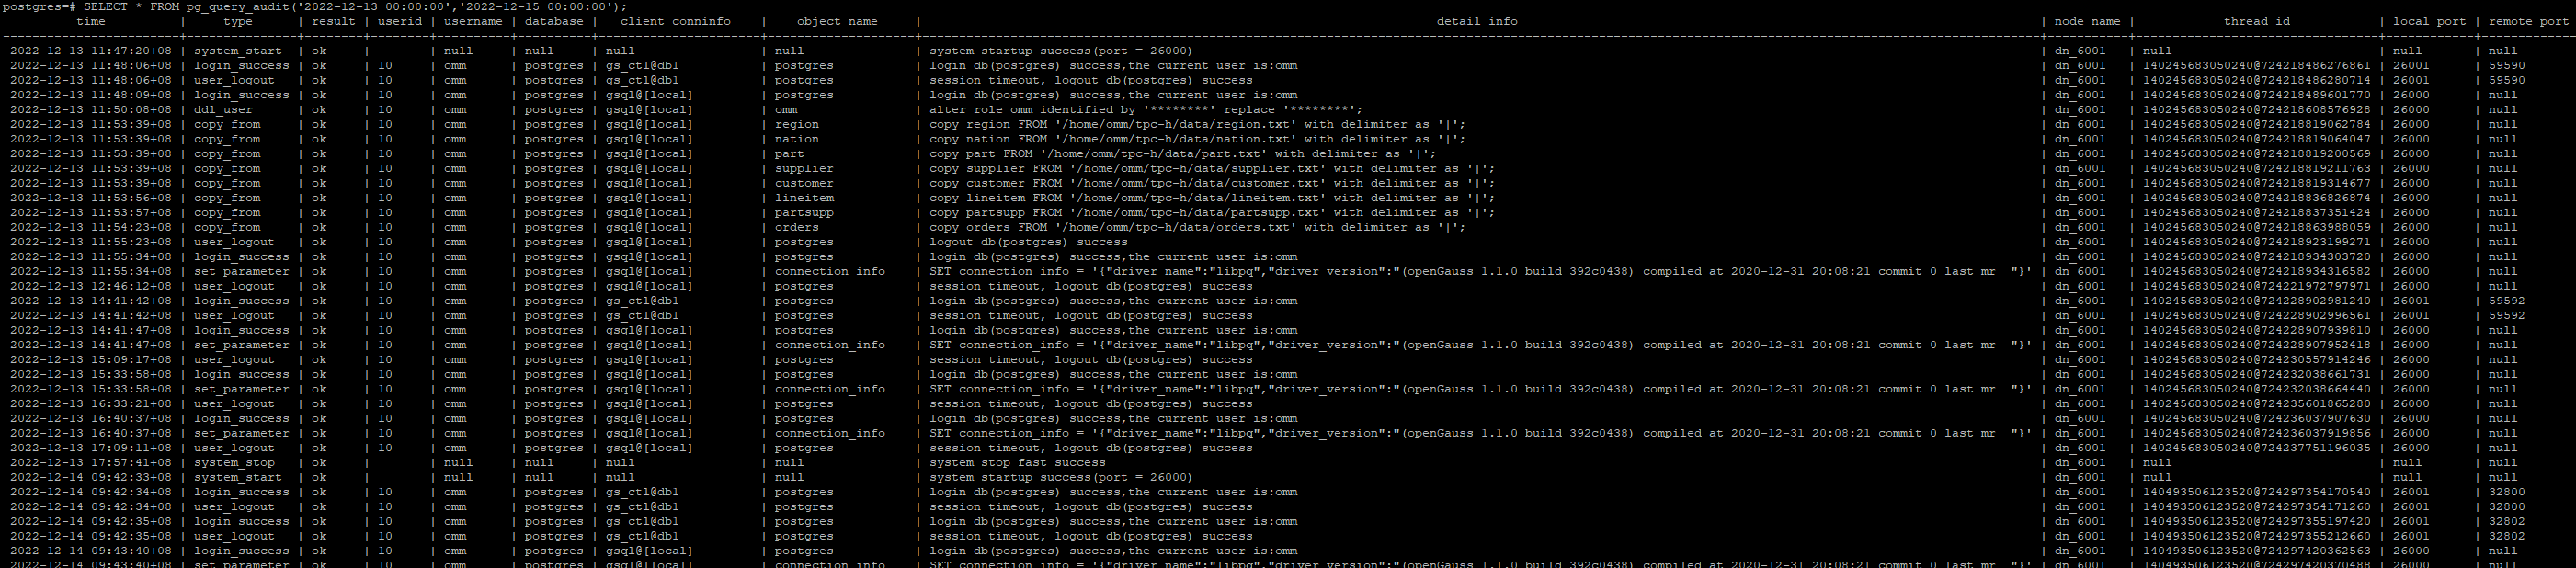 postgres=# SELECT * FROM pg_query_audit('2022-12-13 00:00:00','2022-12-15 00:00:00');
time | type | result | userid | username | database | client_conninfo | object_name | detail_info | node_name | thread_id | local_port | remote_port
2022-12-13 11:47:20+08 | system_start | ok | | null | null | null | null | system startup success(port = 26000) | dn_6001 | null | null | null
2022-12-13 11:48:06+08 | login_success | ok | 10 | omm | postgres | gs_ctl@db1 | postgres | login db(postgres) success,the current user is:omm | dn_6001 | 140245683050240@724218486276861 | 26001 | 59590
2022-12-13 11:48:06+08 | user_logout | ok | 10 | omm | postgres | gs_ctl@db1 | postgres | session timeout, logout db(postgres) success | dn_6001 | 140245683050240@724218486280714 | 26001 | 59590
2022-12-13 11:48:09+08 | login_success | ok | 10 | omm | postgres | gsql@[local] | postgres | login db(postgres) success,the current user is:omm | dn_6001 | 140245683050240@724218489601770 | 26000 | null
2022-12-13 11:50:08+08 | ddl_user | ok | 10 | omm | postgres | gsql@[local] | omm | alter role omm identified by '********' replace '********'; | dn_6001 | 140245683050240@724218608576928 | 26000 | null
2022-12-13 11:53:39+08 | copy_from | ok | 10 | omm | postgres | gsql@[local] | region | copy region FROM '/home/omm/tpc-h/data/region.txt' with delimiter as '|'; | dn_6001 | 140245683050240@724218819062784 | 26000 | null
2022-12-13 11:53:39+08 | copy_from | ok | 10 | omm | postgres | gsql@[local] | nation | copy nation FROM '/home/omm/tpc-h/data/nation.txt' with delimiter as '|'; | dn_6001 | 140245683050240@724218819064047 | 26000 | null
2022-12-13 11:53:39+08 | copy_from | ok | 10 | omm | postgres | gsql@[local] | part | copy part FROM '/home/omm/tpc-h/data/part.txt' with delimiter as '|'; | dn_6001 | 140245683050240@724218819200569 | 26000 | null
2022-12-13 11:53:39+08 | copy_from | ok | 10 | omm | postgres | gsql@[local] | supplier | copy supplier FROM '/home/omm/tpc-h/data/supplier.txt' with delimiter as '|'; | dn_6001 | 140245683050240@724218819211763 | 26000 | null
2022-12-13 11:53:39+08 | copy_from | ok | 10 | omm | postgres | gsql@[local] | customer | copy customer FROM '/home/omm/tpc-h/data/customer.txt' with delimiter as '|'; | dn_6001 | 140245683050240@724218819314677 | 26000 | null
2022-12-13 11:53:56+08 | copy_from | ok | 10 | omm | postgres | gsql@[local] | lineitem | copy lineitem FROM '/home/omm/tpc-h/data/lineitem.txt' with delimiter as '|'; | dn_6001 | 140245683050240@724218836826874 | 26000 | null
2022-12-13 11:53:57+08 | copy_from | ok | 10 | omm | postgres | gsql@[local] | partsupp | copy partsupp FROM '/home/omm/tpc-h/data/partsupp.txt' with delimiter as '|'; | dn_6001 | 140245683050240@724218837351424 | 26000 | null
2022-12-13 11:54:23+08 | copy_from | ok | 10 | omm | postgres | gsql@[local] | orders | copy orders FROM '/home/omm/tpc-h/data/orders.txt' with delimiter as '|'; | dn_6001 | 140245683050240@724218863988059 | 26000 | null
2022-12-13 11:55:23+08 | user_logout | ok | 10 | omm | postgres | gsql@[local] | postgres | logout db(postgres) success | dn_6001 | 140245683050240@724218923199271 | 26000 | null
2022-12-13 11:55:34+08 | login_success | ok | 10 | omm | postgres | gsql@[local] | postgres | login db(postgres) success,the current user is:omm | dn_6001 | 140245683050240@724218934303720 | 26000 | null
2022-12-13 11:55:34+08 | set_parameter | ok | 10 | omm | postgres | gsql@[local] | connection_info | SET connection_info = '{"driver_name":"libpq","driver_version":"(openGauss 1.1.0 build 392c0438) compiled at 2020-12-31 20:08:21 commit 0 last mr  "}' | dn_6001 | 140245683050240@724218934316582 | 26000 | null
2022-12-13 12:46:12+08 | user_logout | ok | 10 | omm | postgres | gsql@[local] | postgres | session timeout, logout db(postgres) success | dn_6001 | 140245683050240@724221972797971 | 26000 | null
2022-12-13 14:41:42+08 | login_success | ok | 10 | omm | postgres | gs_ctl@db1 | postgres | login db(postgres) success,the current user is:omm | dn_6001 | 140245683050240@724228902981240 | 26001 | 59592
2022-12-13 14:41:42+08 | user_logout | ok | 10 | omm | postgres | gs_ctl@db1 | postgres | session timeout, logout db(postgres) success | dn_6001 | 140245683050240@724228902996561 | 26001 | 59592
2022-12-13 14:41:47+08 | login_success | ok | 10 | omm | postgres | gsql@[local] | postgres | login db(postgres) success,the current user is:omm | dn_6001 | 140245683050240@724228907939810 | 26000 | null
2022-12-13 14:41:47+08 | set_parameter | ok | 10 | omm | postgres | gsql@[local] | connection_info | SET connection_info = '{"driver_name":"libpq","driver_version":"(openGauss 1.1.0 build 392c0438) compiled at 2020-12-31 20:08:21 commit 0 last mr  "}' | dn_6001 | 140245683050240@724228907952418 | 26000 | null
2022-12-13 15:09:17+08 | user_logout | ok | 10 | omm | postgres | gsql@[local] | postgres | session timeout, logout db(postgres) success | dn_6001 | 140245683050240@724230557914246 | 26000 | null
2022-12-13 15:33:58+08 | login_success | ok | 10 | omm | postgres | gsql@[local] | postgres | login db(postgres) success,the current user is:omm | dn_6001 | 140245683050240@724232038661731 | 26000 | null
2022-12-13 15:33:58+08 | set_parameter | ok | 10 | omm | postgres | gsql@[local] | connection_info | SET connection_info = '{"driver_name":"libpq","driver_version":"(openGauss 1.1.0 build 392c0438) compiled at 2020-12-31 20:08:21 commit 0 last mr  "}' | dn_6001 | 140245683050240@724232038664440 | 26000 | null
2022-12-13 16:33:21+08 | user_logout | ok | 10 | omm | postgres | gsql@[local] | postgres | session timeout, logout db(postgres) success | dn_6001 | 140245683050240@724235601865280 | 26000 | null
2022-12-13 16:40:37+08 | login_success | ok | 10 | omm | postgres | gsql@[local] | postgres | login db(postgres) success,the current user is:omm | dn_6001 | 140245683050240@724236037907630 | 26000 | null
2022-12-13 16:40:37+08 | set_parameter | ok | 10 | omm | postgres | gsql@[local] | connection_info | SET connection_info = '{"driver_name":"libpq","driver_version":"(openGauss 1.1.0 build 392c0438) compiled at 2020-12-31 20:08:21 commit 0 last mr  "}' | dn_6001 | 140245683050240@724236037919856 | 26000 | null
2022-12-13 17:09:11+08 | user_logout | ok | 10 | omm | postgres | gsql@[local] | postgres | session timeout, logout db(postgres) success | dn_6001 | 140245683050240@724237751196035 | 26000 | null
2022-12-13 17:57:41+08 | system_stop | ok | | null | null | null | null | system stop fast success | dn_6001 | null | null | null
2022-12-14 09:42:33+08 | system_start | ok | | null | null | null | null | system startup success(port = 26000) | dn_6001 | null | null | null
2022-12-14 09:42:34+08 | login_success | ok | 10 | omm | postgres | gs_ctl@db1 | postgres | login db(postgres) success,the current user is:omm | dn_6001 | 140493506123520@724297354170540 | 26001 | 32800
2022-12-14 09:42:34+08 | user_logout | ok | 10 | omm | postgres | gs_ctl@db1 | postgres | session timeout, logout db(postgres) success | dn_6001 | 140493506123520@724297354171260 | 26001 | 32800
2022-12-14 09:42:35+08 | login_success | ok | 10 | omm | postgres | gs_ctl@db1 | postgres | login db(postgres) success,the current user is:omm | dn_6001 | 140493506123520@724297355197420 | 26001 | 32802
2022-12-14 09:42:35+08 | user_logout | ok | 10 | omm | postgres | gs_ctl@db1 | postgres | session timeout, logout db(postgres) success | dn_6001 | 140493506123520@724297355212660 | 26001 | 32802
2022-12-14 09:43:40+08 | login_success | ok | 10 | omm | postgres | gsql@[local] | postgres | login db(postgres) success,the current user is:omm | dn_6001 | 140493506123520@724297420362563 | 26000 | null
2022-12-14 09:43:40+08 | set_parameter | ok | 10 | omm | postgres | gsql@[local] | connection_info | SET connection_info = '{"driver_name":"libpq","driver_version":"(openGauss 1.1.0 build 392c0438) compiled at 2020-12-31 20:08:21 commit 0 last mr  "}' | dn_6001 | 140493506123520@724297420370488 | 26000 | null